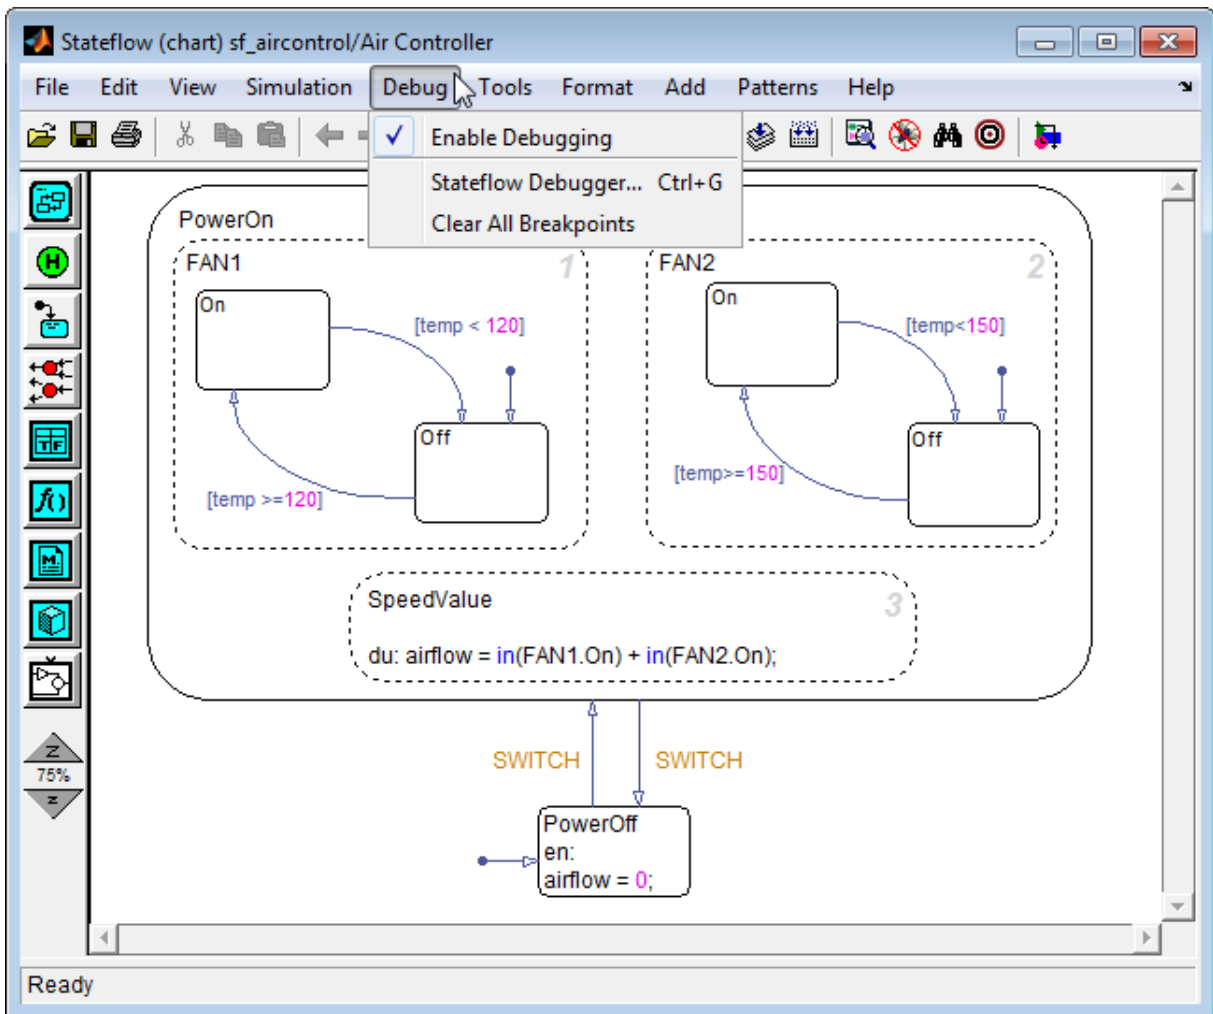 Stateflow (chart) sf_aircontrol/Air Controller
File Edit View Simulation Debug Tools Format Add Patterns Help
Enable Debugging
Stateflow Debugger... Ctrl+G
Clear All Breakpoints
PowerOn
FAN1 1
On
[temp < 120]
Off
[temp >=120]
FAN2 2
On
[temp<150]
Off
[temp>=150]
SpeedValue 3
du: airflow = in(FAN1.On) + in(FAN2.On);
SWITCH SWITCH
PowerOff
en:
airflow = 0;
H
TF
f()
M
Z
75%
z
Ready